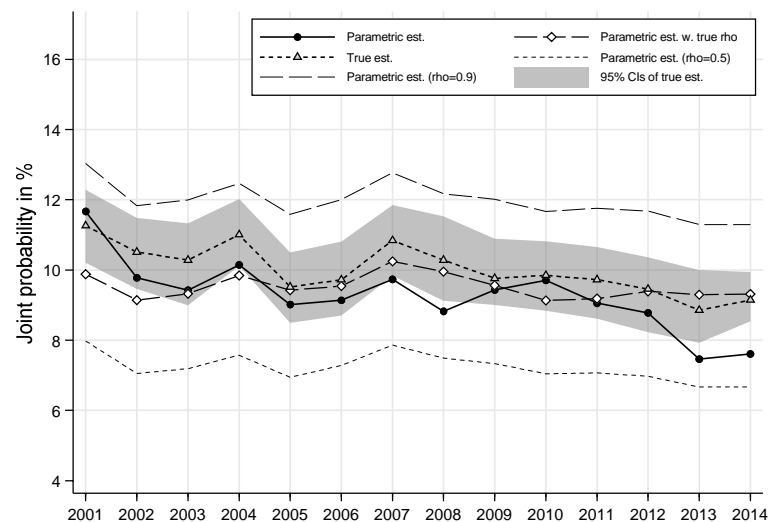 Parametric est.
Parametric est. w. true rho
True est.
Parametric est. (rho=0.5)
Parametric est. (rho=0.9)
95% CIs of true est.
Joint probability in %
16
14
12
10
8
6
4
2001 2002 2003 2004 2005 2006 2007 2008 2009 2010 2011 2012 2013 2014